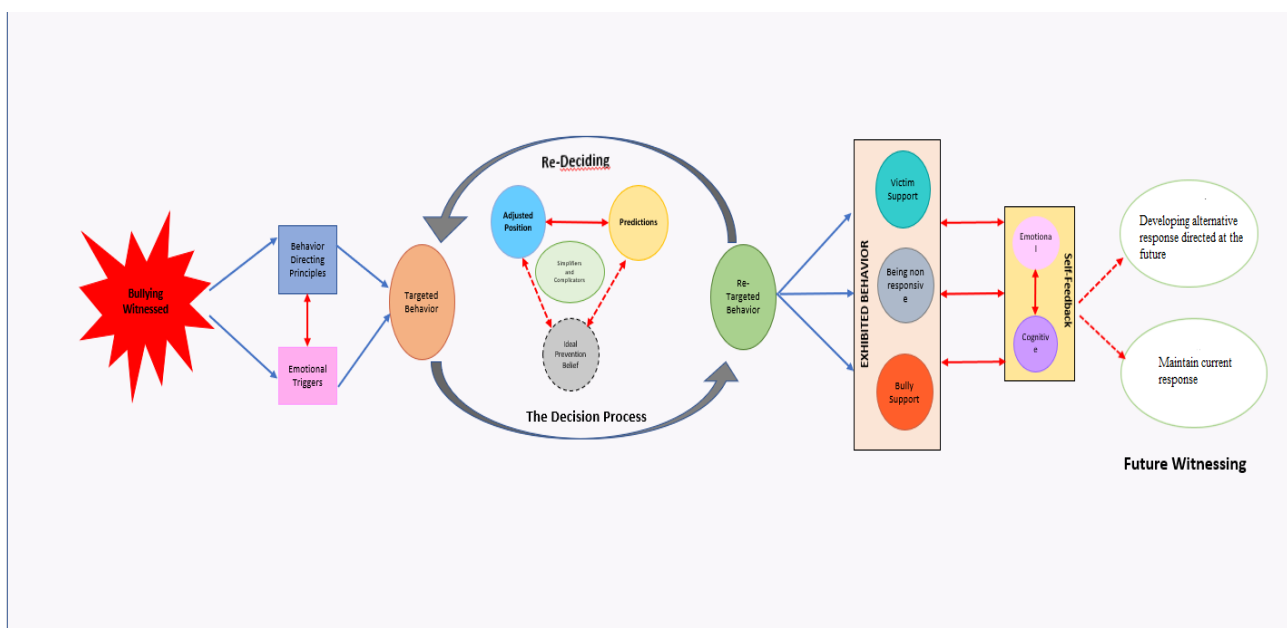 Bullying
Witnessed
Behavior
Directing
Principles
Emotional
Triggers
Targeted
Behavior
Re-Deciding
Adjusted
Position
Predictions
Simplifiers
and
Complicators
Ideal
Prevention
Belief
The Decision Process
Re-
Targeted
Behavior
EXHIBITED BEHAVIOR
Victim
Support
Being non
responsiv
e
Bully
Support
Emotiona
l
Cognitiv
e
Self-Feedback
Developing alternative
response directed at the
future
Maintain current
response
Future Witnessing